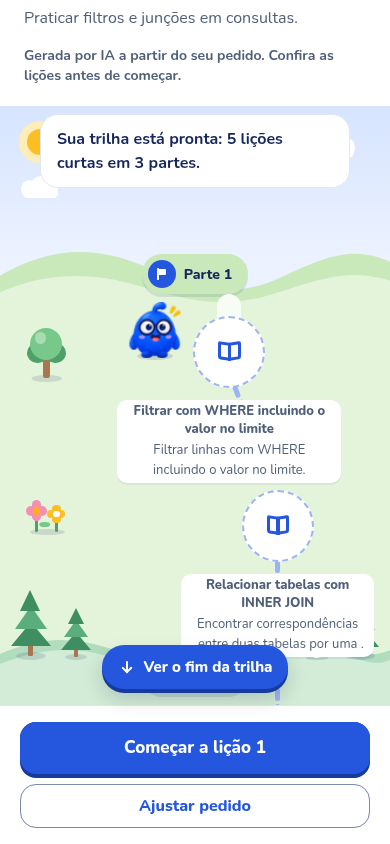 Praticar filtros e junções em consultas.
Gerada por IA a partir do seu pedido. Confira as
lições antes de começar.
Sua trilha está pronta: 5 lições
curtas em 3 partes.
Parte 1
Filtrar com WHERE incluindo o
valor no limite
Filtrar linhas com WHERE
incluindo o valor no limite.
Relacionar tabelas com
INNER JOIN
Encontrar correspondências
entre duas tabelas por uma .
Ver o fim da trilha
Começar a lição 1
Ajustar pedido